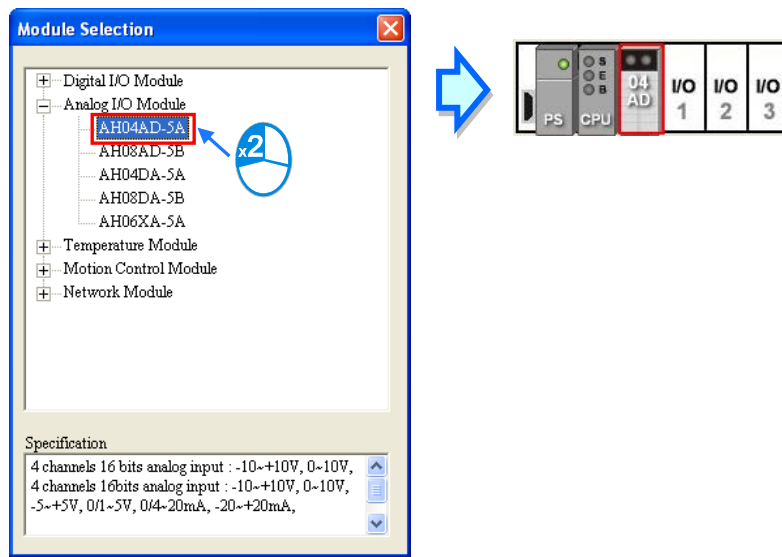 Module Selection
Digital I/O Module
Analog I/O Module
AH04AD-5A
AH08AD-5B
AH04DA-5A
AH08DA-5B
AH06XA-5A
Temperature Module
Motion Control Module
Network Module
x2
Specification
4 channels 16 bits analog input : -10~+10V, 0~10V,
4 channels 16bits analog input : -10~+10V, 0~10V,
-5~+5V, 0/1~5V, 0/4~20mA, -20~+20mA,
PS
S
E
B
CPU
04
AD
I/O
1
I/O
2
I/O
3